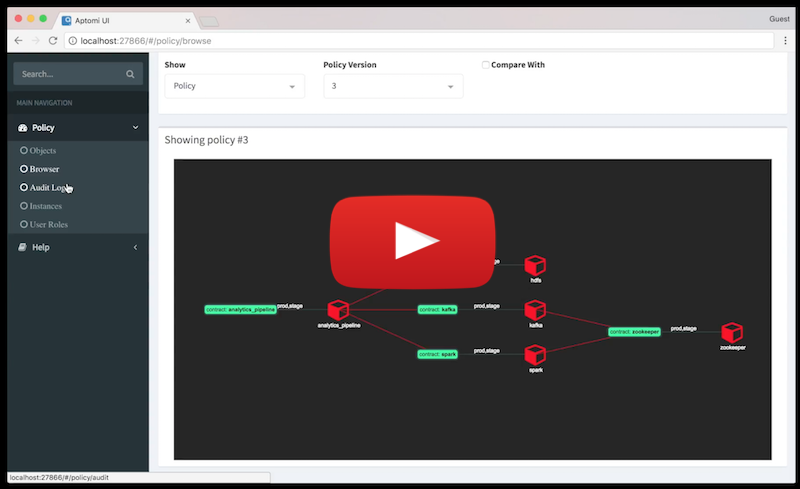 Aptomi UI
Guest
localhost:27866/#/policy/browse
Search...
MAIN NAVIGATION
Policy
Objects
Browser
Audit Log
Instances
User Roles
Help
Show
Policy Version
Compare With
Policy
3
Showing policy #3
hdfs
contract: analytics_pipeline
prod,stage
analytics_pipeline
contract: kafka
prod,stage
kafka
contract: zookeeper
prod,stage
zookeeper
contract: spark
prod,stage
spark
localhost:27866/#/policy/audit